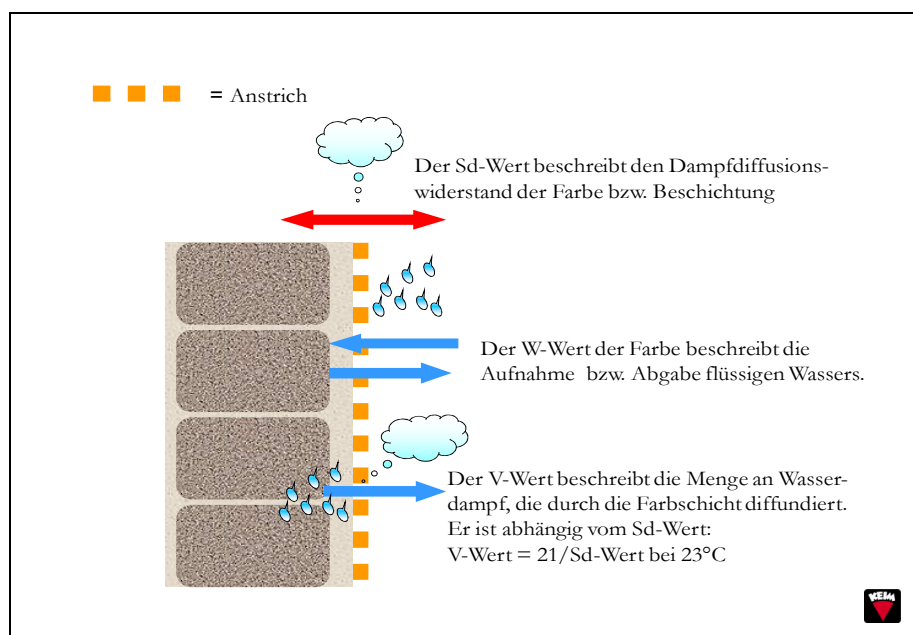 = Anstrich
Der Sd-Wert beschreibt den Dampfdiffusions-
widerstand der Farbe bzw. Beschichtung
Der W-Wert der Farbe beschreibt die
Aufnahme bzw. Abgabe flüssigen Wassers.
Der V-Wert beschreibt die Menge an Wasser-
dampf, die durch die Farbschicht diffundiert.
Er ist abhängig vom Sd-Wert:
V-Wert = 21/Sd-Wert bei 23°C
KEIM